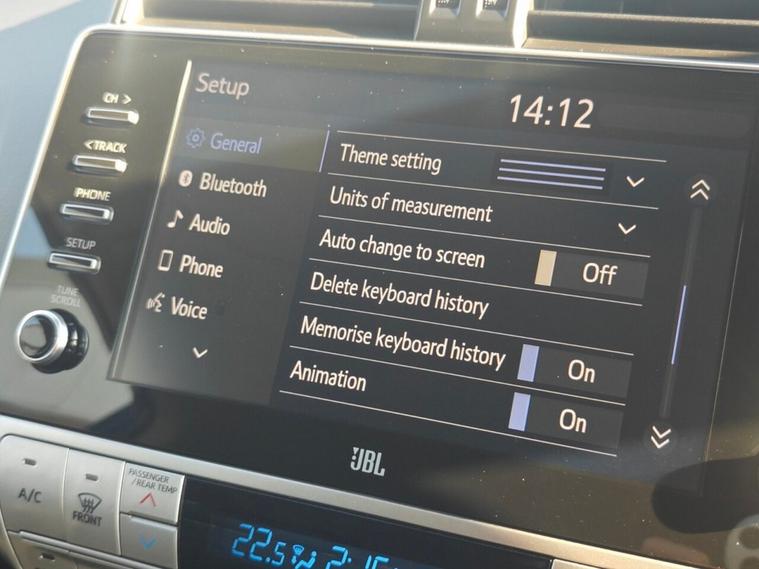 CH >
< TRACK
PHONE
SETUP
TUNE
SCROLL
Setup
14:12
General
Bluetooth
Audio
Phone
Voice
Theme setting
Units of measurement
Auto change to screen Off
Delete keyboard history
Memorise keyboard history On
Animation On
JBL
A/C
FRONT
PASSENGER
/REAR TEMP
22.5